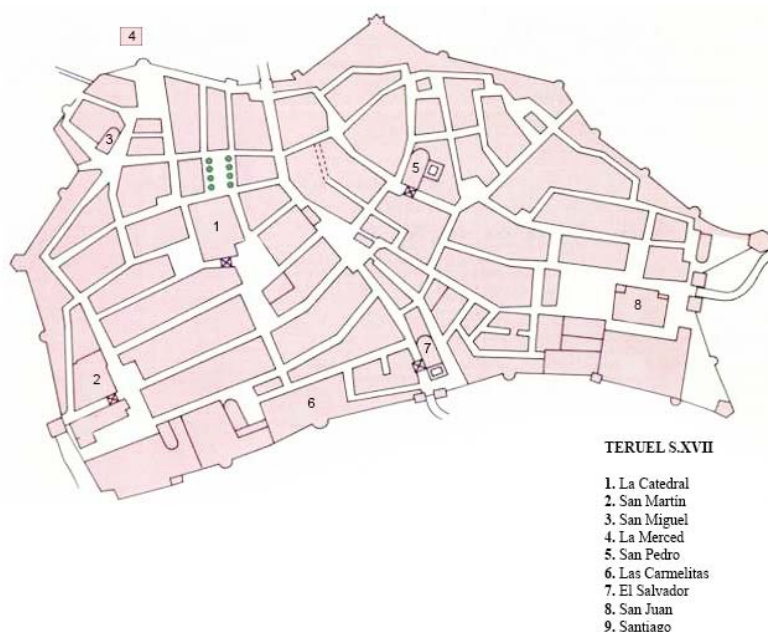 4
3
5
1
8
7
2
6
TERUEL S.XVII
1. La Catedral
2. San Martín
3. San Miguel
4. La Merced
5. San Pedro
6. Las Carmelitas
7. El Salvador
8. San Juan
9. Santiago